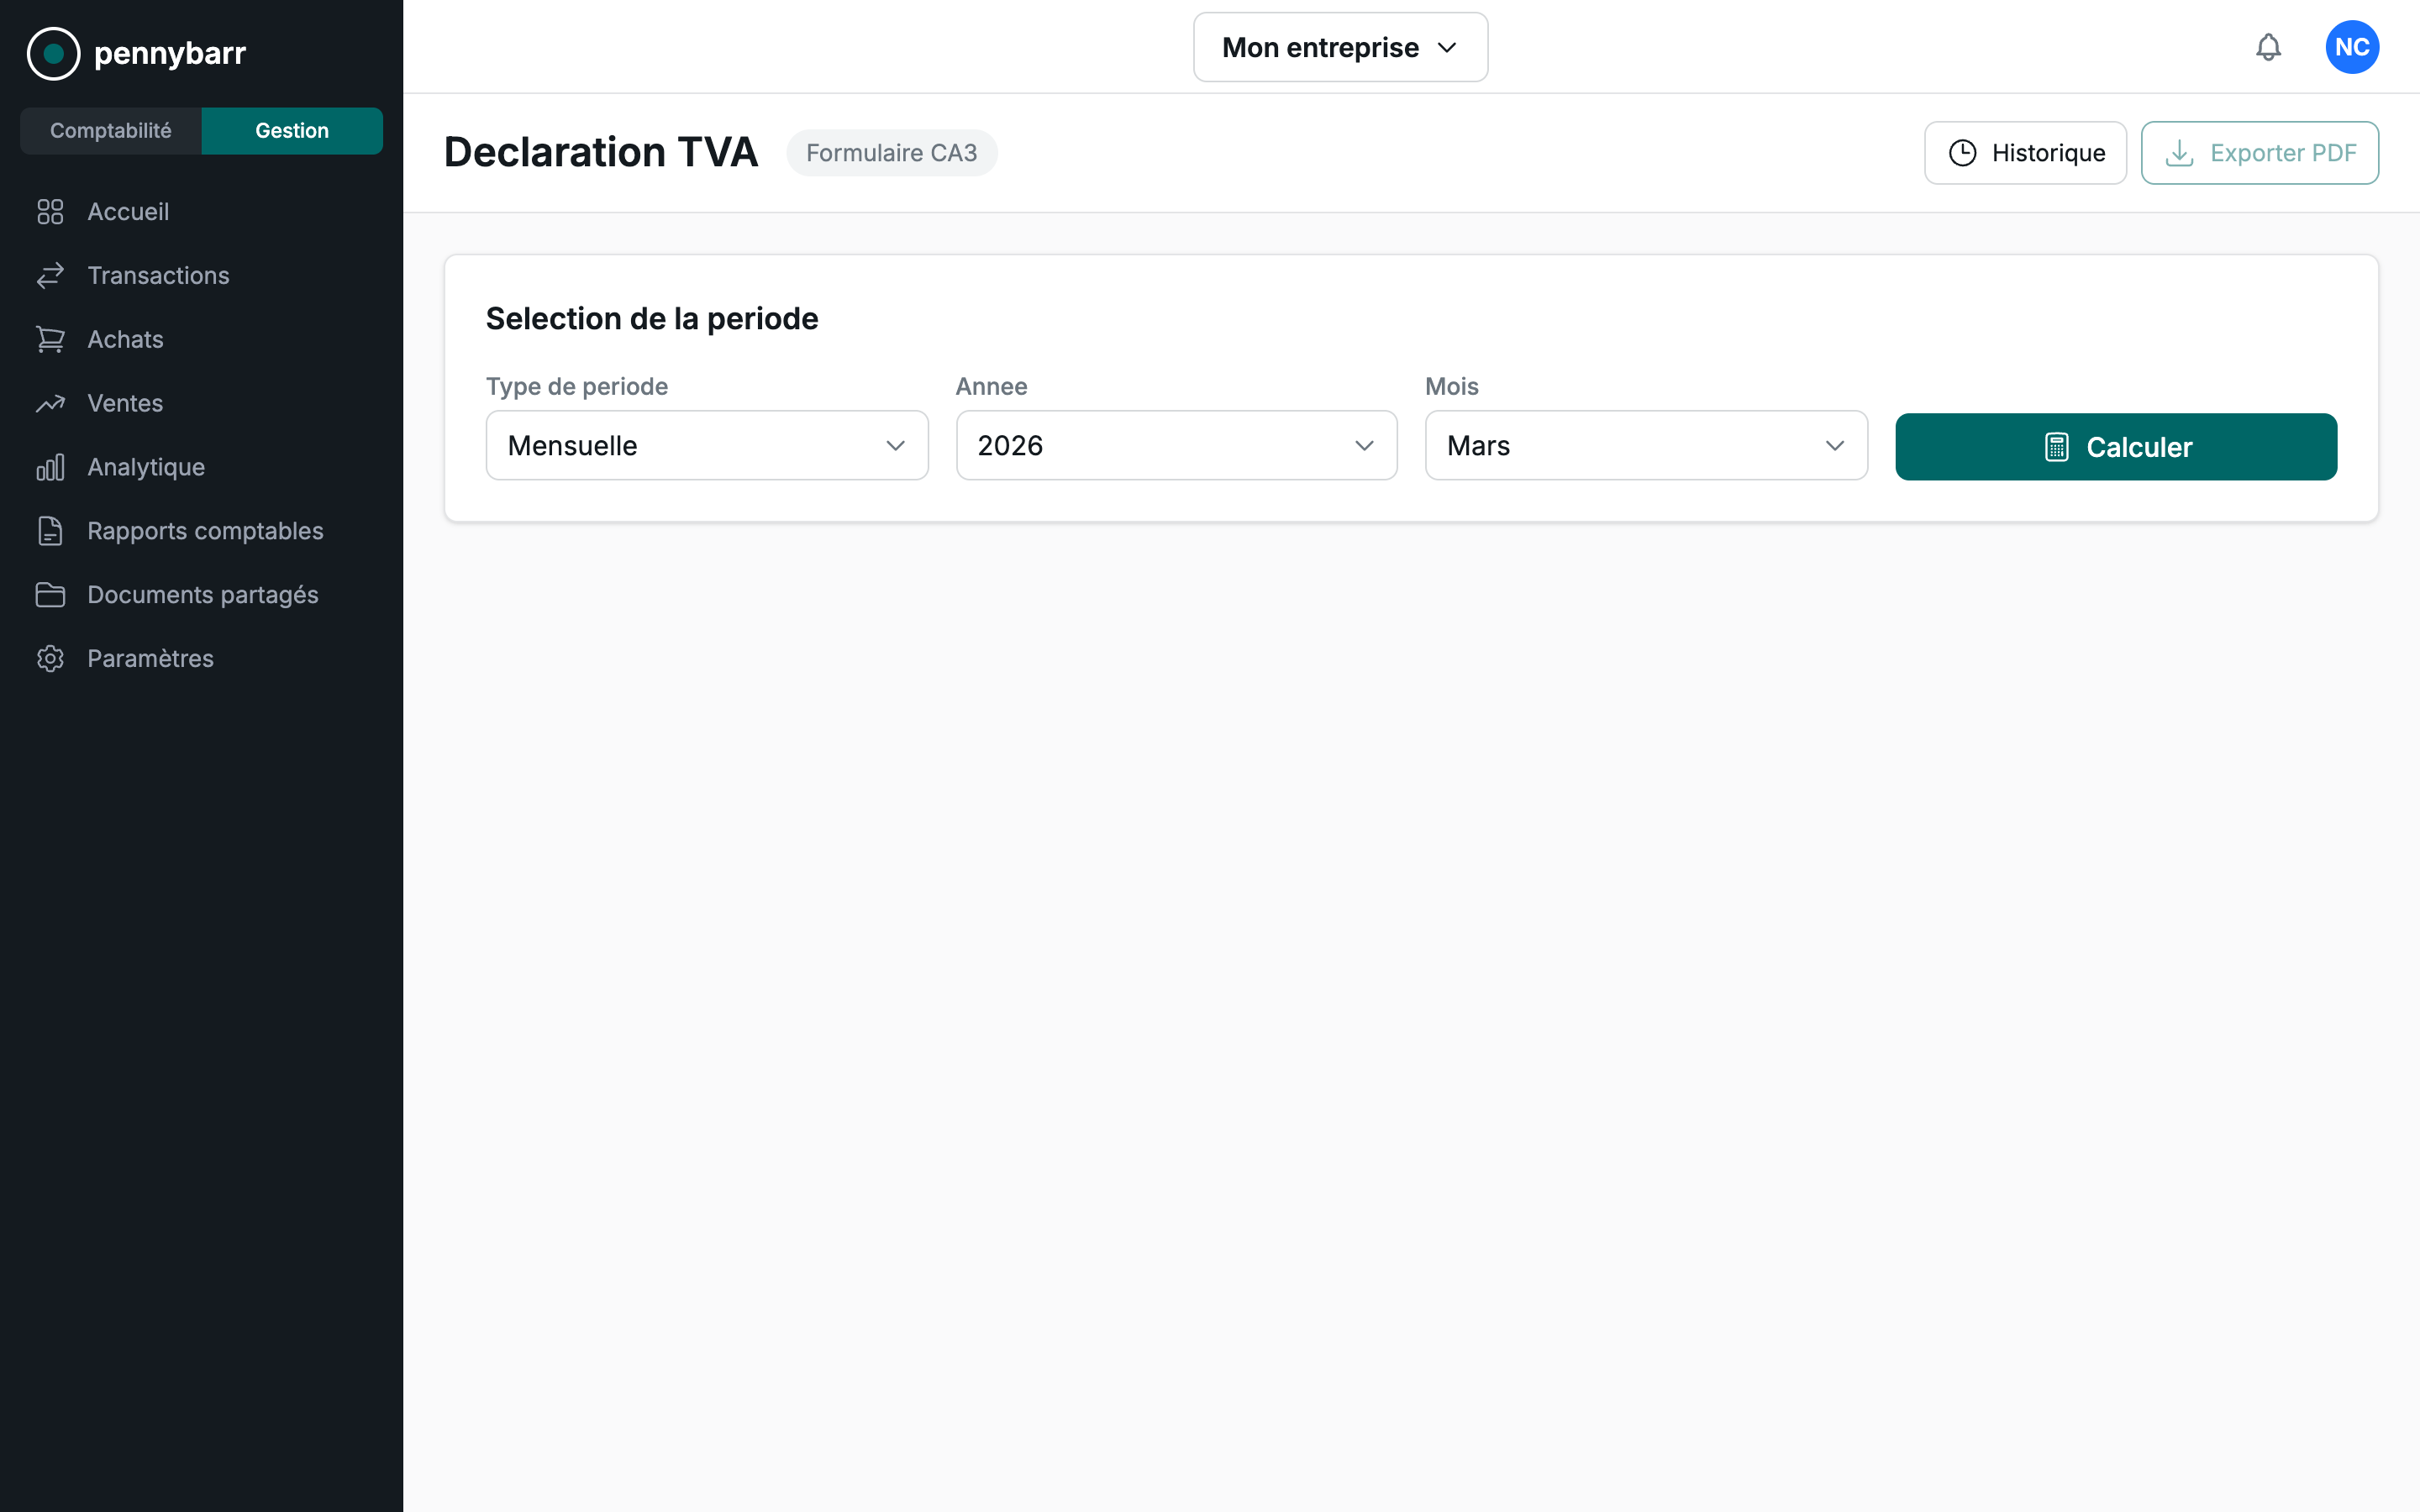 pennybarr
Comptabilité
Gestion
Accueil
Transactions
Achats
Ventes
Analytique
Rapports comptables
Documents partagés
Paramètres
Mon entreprise
NC
Declaration TVA
Formulaire CA3
Historique
Exporter PDF
Selection de la periode
Type de periode
Annee
Mois
Mensuelle
2026
Mars
Calculer